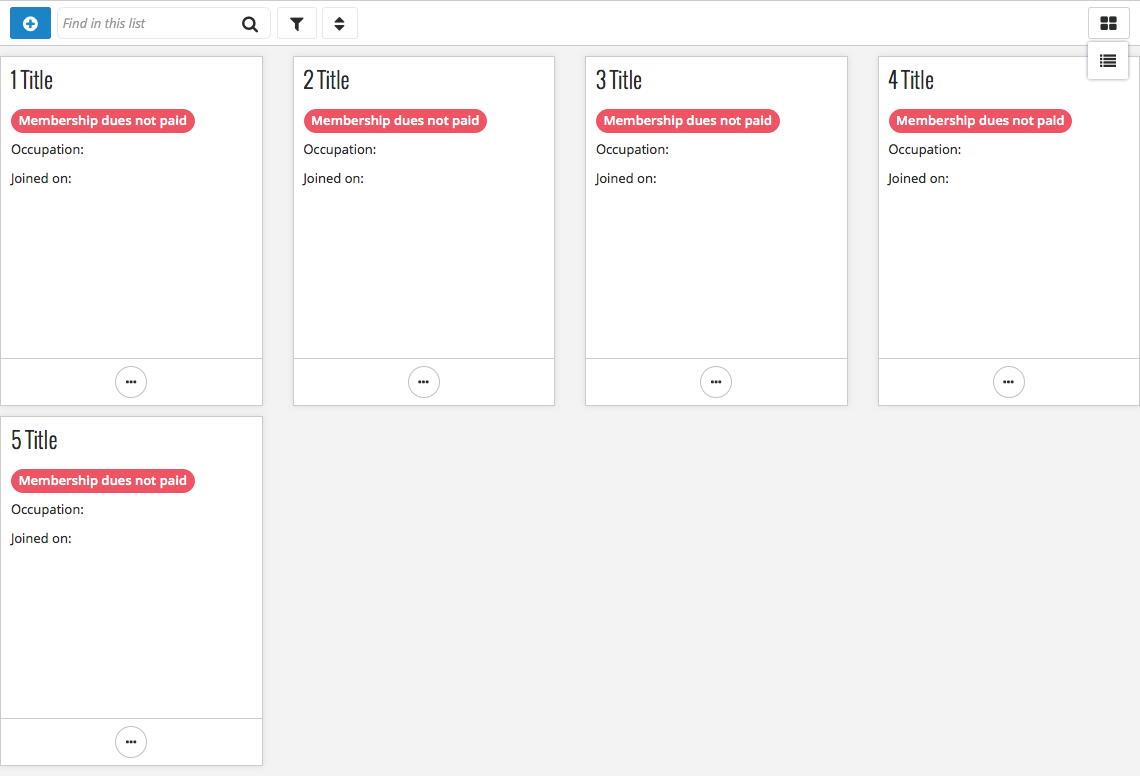 Find in this list
1 Title
Membership dues not paid
Occupation:
Joined on:
2 Title
Membership dues not paid
Occupation:
Joined on:
3 Title
Membership dues not paid
Occupation:
Joined on:
4 Title
Membership dues not paid
Occupation:
Joined on:
5 Title
Membership dues not paid
Occupation:
Joined on: